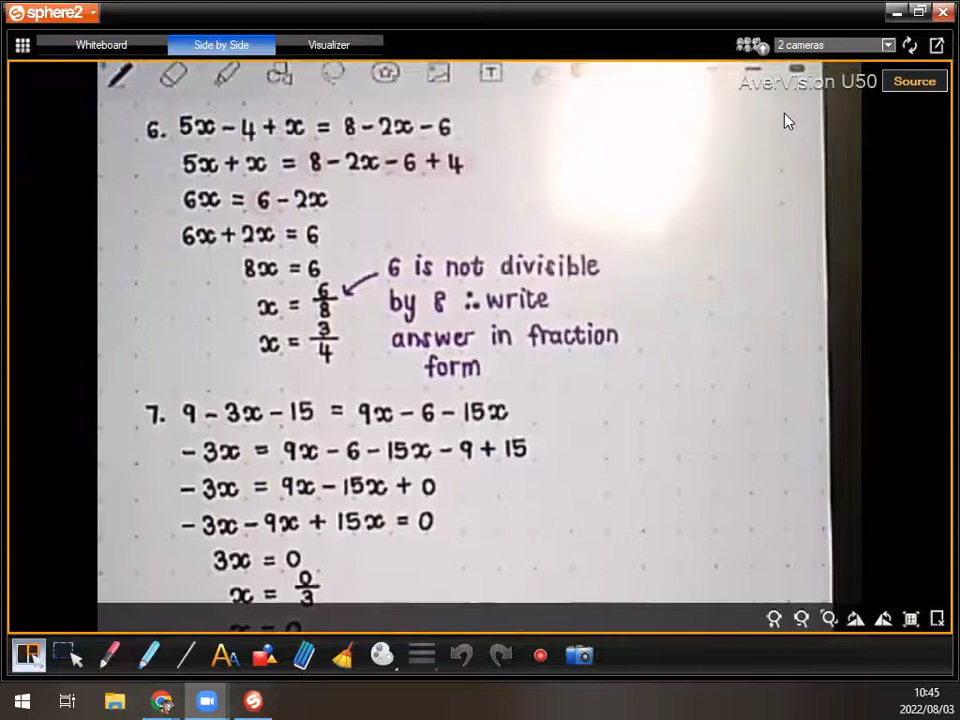 sphere2
Whiteboard
Side by Side
Visualizer
2 cameras
AverVision U50
Source
6. 5x - 4 + x = 8 - 2x - 6
5x + x = 8 - 2x - 6 + 4
6x = 6 - 2x
6x + 2x = 6
8x = 6
x = 6/8
x = 3/4
6 is not divisible
by 8 ∴ write
answer in fraction
form
7. 9 - 3x - 15 = 9x - 6 - 15x
- 3x = 9x - 6 - 15x - 9 + 15
- 3x = 9x - 15x + 0
- 3x - 9x + 15x = 0
3x = 0
x = 0/3
10:45
2022/08/03